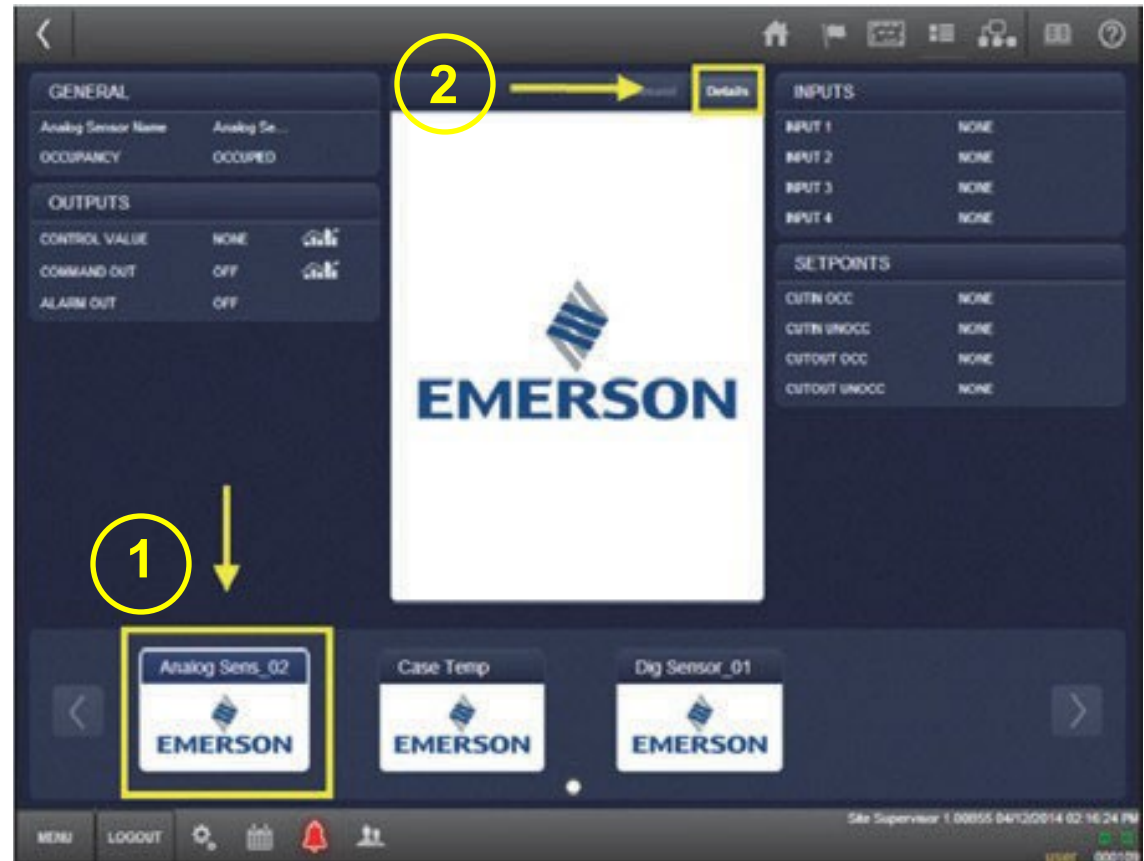 2
Details
GENERAL
Analog Sensor Name Analog Se...
OCCUPANCY OCCUPIED
OUTPUTS
CONTROL VALUE NONE
COMMAND OUT OFF
ALARM OUT OFF
EMERSON
INPUTS
INPUT 1 NONE
INPUT 2 NONE
INPUT 3 NONE
INPUT 4 NONE
SETPOINTS
CUTIN OCC NONE
CUTIN UNOCC NONE
CUTOUT OCC NONE
CUTOUT UNOCC NONE
1
Analog Sens_02
EMERSON
Case Temp
EMERSON
Dig Sensor_01
EMERSON
MENU LOGOUT
Site Supervisor 1.00B55 04/12/2014 02:16:24 PM
user